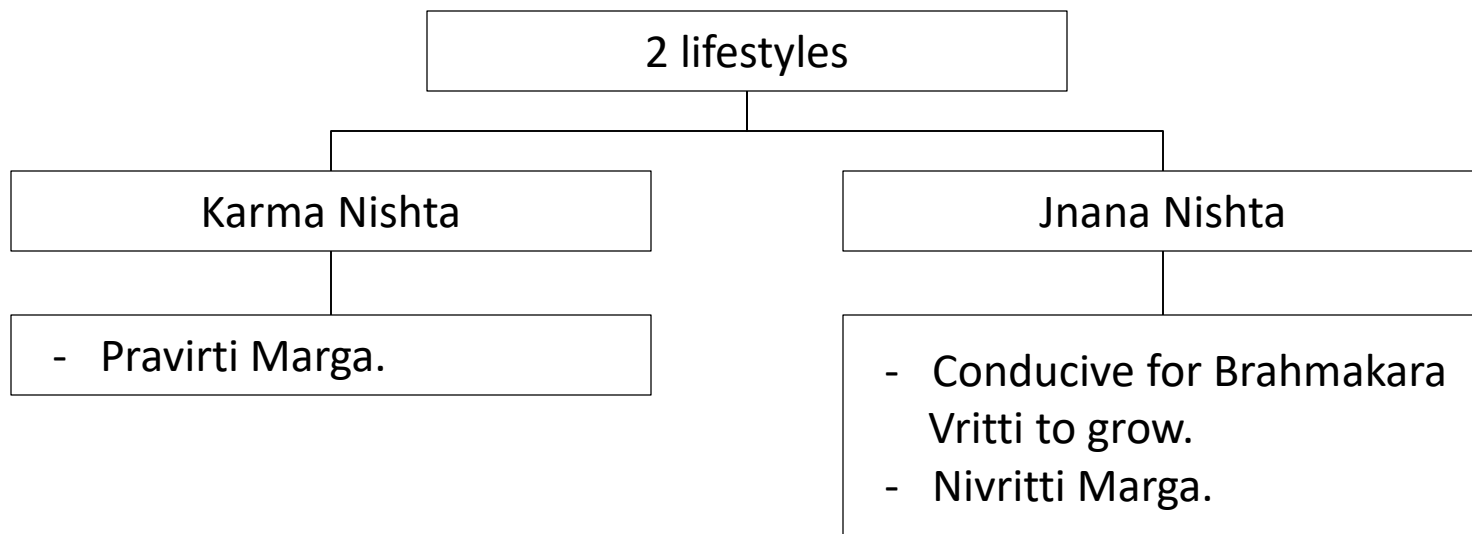 2 lifestyles
Karma Nishta
Jnana Nishta
- Pravirti Marga.
- Conducive for Brahmakara
Vritti to grow.
- Nivritti Marga.